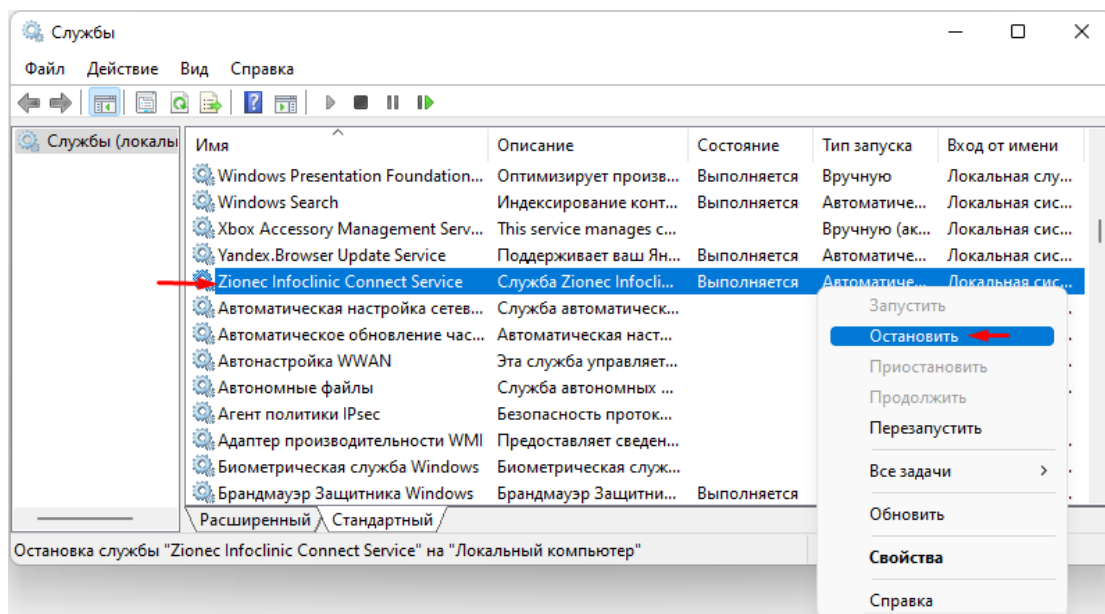 Службы
Файл Действие Вид Справка
Службы (локалы
Имя Описание Состояние Тип запуска Вход от имени
Windows Presentation Foundation... Оптимизирует произв... Выполняется Вручную Локальная слу...
Windows Search Индексирование конт... Выполняется Автоматиче... Локальная сис...
Xbox Accessory Management Serv... This service manages c... Вручную (ак... Локальная сис...
Yandex.Browser Update Service Поддерживает ваш Ян... Выполняется Автоматиче... Локальная сис...
Zionec Infoclinic Connect Service Служба Zionec Infocli... Выполняется Автоматиче... Локальная сис...
Автоматическая настройка сетев... Служба автоматическ...
Автоматическое обновление час... Автоматическая наст...
Автонастройка WWAN Эта служба управляет...
Автономные файлы Служба автономных ...
Агент политики IPsec Безопасность проток...
Адаптер производительности WMI Предоставляет сведен...
Биометрическая служба Windows Биометрическая служ...
Брандмауэр Защитника Windows Брандмауэр Защитни... Выполняется
Запустить
Остановить
Приостановить
Продолжить
Перезапустить
Все задачи
Обновить
Свойства
Справка
Расширенный Стандартный
Остановка службы "Zionec Infoclinic Connect Service" на "Локальный компьютер"